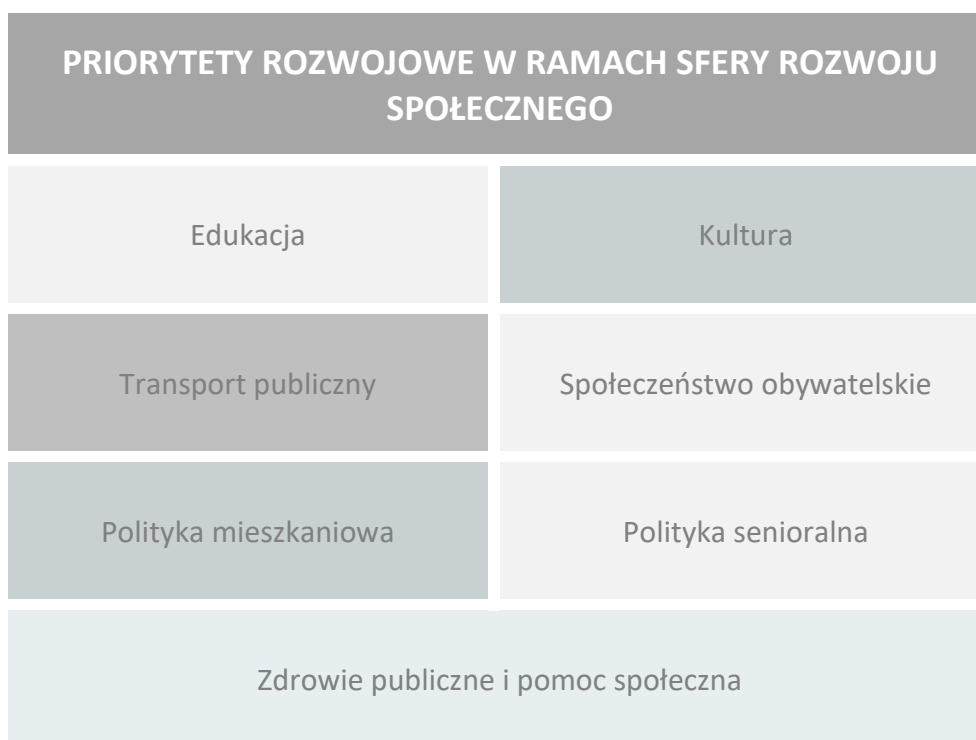 PRIORYTETY ROZWOJOWE W RAMACH SFERY ROZWOJU
SPOŁECZNEGO
Edukacja
Kultura
Transport publiczny
Społeczeństwo obywatelskie
Polityka mieszkaniowa
Polityka senioralna
Zdrowie publiczne i pomoc społeczna